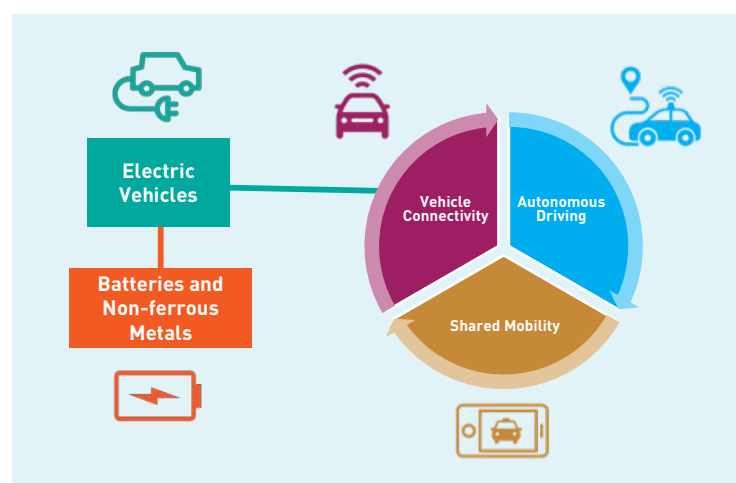 Electric
Vehicles
Vehicle
Connectivity
Autonomous
Driving
Batteries and
Non-ferrous
Metals
Shared Mobility